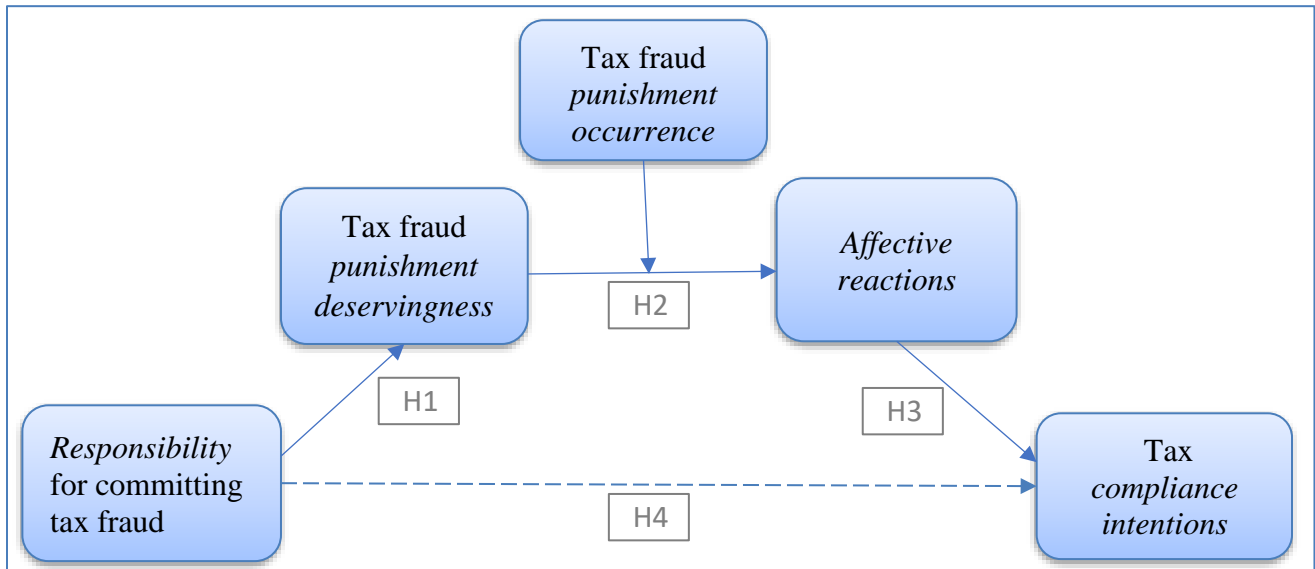 Tax fraud
punishment
occurrence
Tax fraud
punishment
deservingness
Affective
reactions
H2
H1
H3
Responsibility
for committing
tax fraud
Tax
compliance
intentions
H4